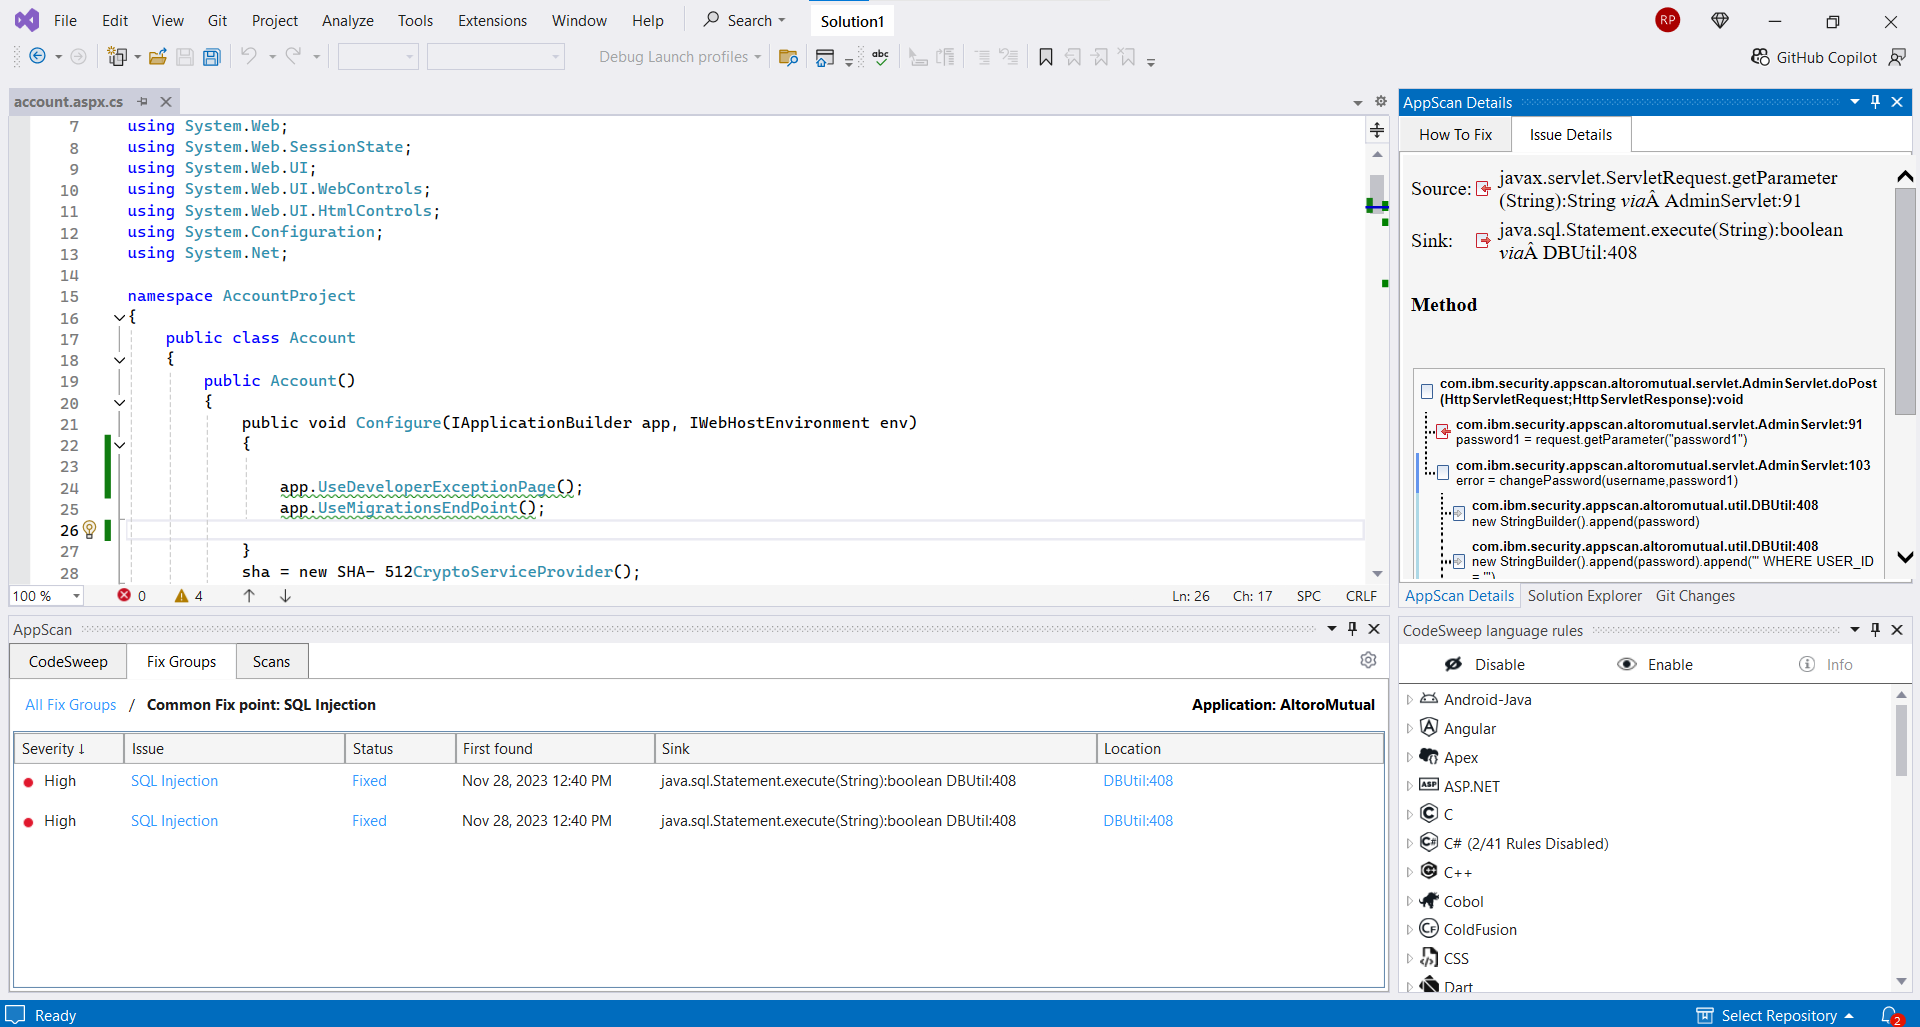 File Edit View Git Project Analyze Tools Extensions Window Help Search Solution1 RP
Debug Launch profiles abc GitHub Copilot
account.aspx.cs
7 using System.Web;
8 using System.Web.SessionState;
9 using System.Web.UI;
10 using System.Web.UI.WebControls;
11 using System.Web.UI.HtmlControls;
12 using System.Configuration;
13 using System.Net;
14
15 namespace AccountProject
16 {
17 public class Account
18 {
19 public Account()
20 {
21 public void Configure(IApplicationBuilder app, IWebHostEnvironment env)
22 {
23
24 app.UseDeveloperExceptionPage();
25 app.UseMigrationsEndPoint();
26
27 }
28 sha = new SHA- 512CryptoServiceProvider();
100 % 0 4 Ln: 26 Ch: 17 SPC CRLF
AppScan Details
How To Fix Issue Details
Source: javax.servlet.ServletRequest.getParameter
(String):String viaÂ AdminServlet:91
Sink: java.sql.Statement.execute(String):boolean
viaÂ DBUtil:408
Method
com.ibm.security.appscan.altoromutual.servlet.AdminServlet.doPost
(HttpServletRequest;HttpServletResponse):void
com.ibm.security.appscan.altoromutual.servlet.AdminServlet:91
password1 = request.getParameter("password1")
com.ibm.security.appscan.altoromutual.servlet.AdminServlet:103
error = changePassword(username,password1)
com.ibm.security.appscan.altoromutual.util.DBUtil:408
new StringBuilder().append(password)
com.ibm.security.appscan.altoromutual.util.DBUtil:408
new StringBuilder().append(password).append("' WHERE USER_ID
= '")
AppScan Details Solution Explorer Git Changes
AppScan
CodeSweep Fix Groups Scans
All Fix Groups / Common Fix point: SQL Injection Application: AltoroMutual
Severity ↓ Issue Status First found Sink Location
High SQL Injection Fixed Nov 28, 2023 12:40 PM java.sql.Statement.execute(String):boolean DBUtil:408 DBUtil:408
High SQL Injection Fixed Nov 28, 2023 12:40 PM java.sql.Statement.execute(String):boolean DBUtil:408 DBUtil:408
CodeSweep language rules
Disable Enable Info
Android-Java
Angular
Apex
ASP ASP.NET
C
C# (2/41 Rules Disabled)
C++
Cobol
ColdFusion
CSS
Dart
Ready Select Repository 2